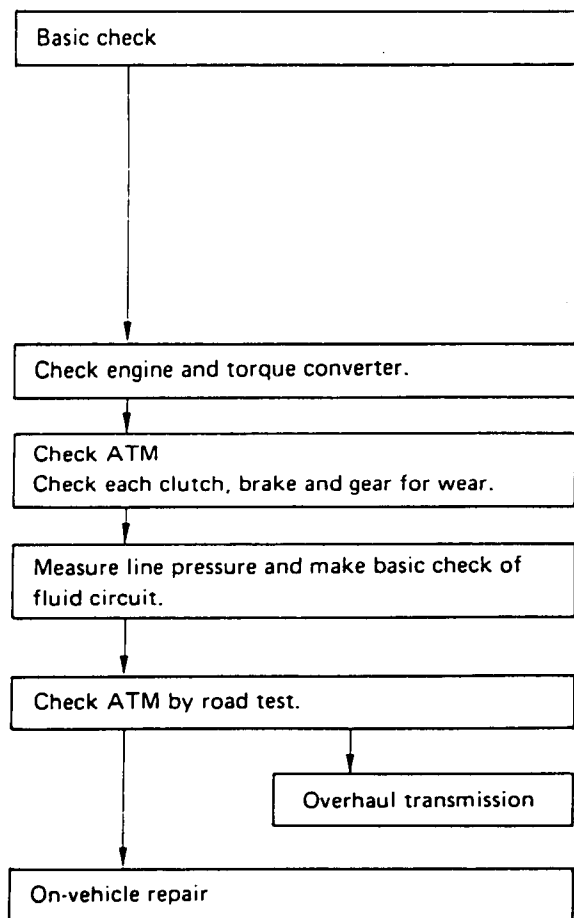 Basic check
Check engine and torque converter.
Check ATM
Check each clutch, brake and gear for wear.
Measure line pressure and make basic check of
fluid circuit.
Check ATM by road test.
Overhaul transmission
On-vehicle repair